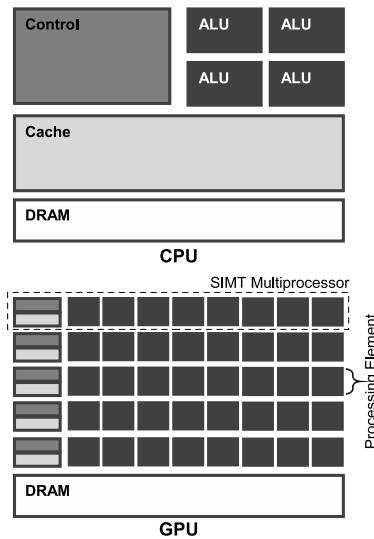 Control
ALU
ALU
ALU
ALU
Cache
DRAM
CPU
SIMT Multiprocessor
Processing Element
DRAM
GPU